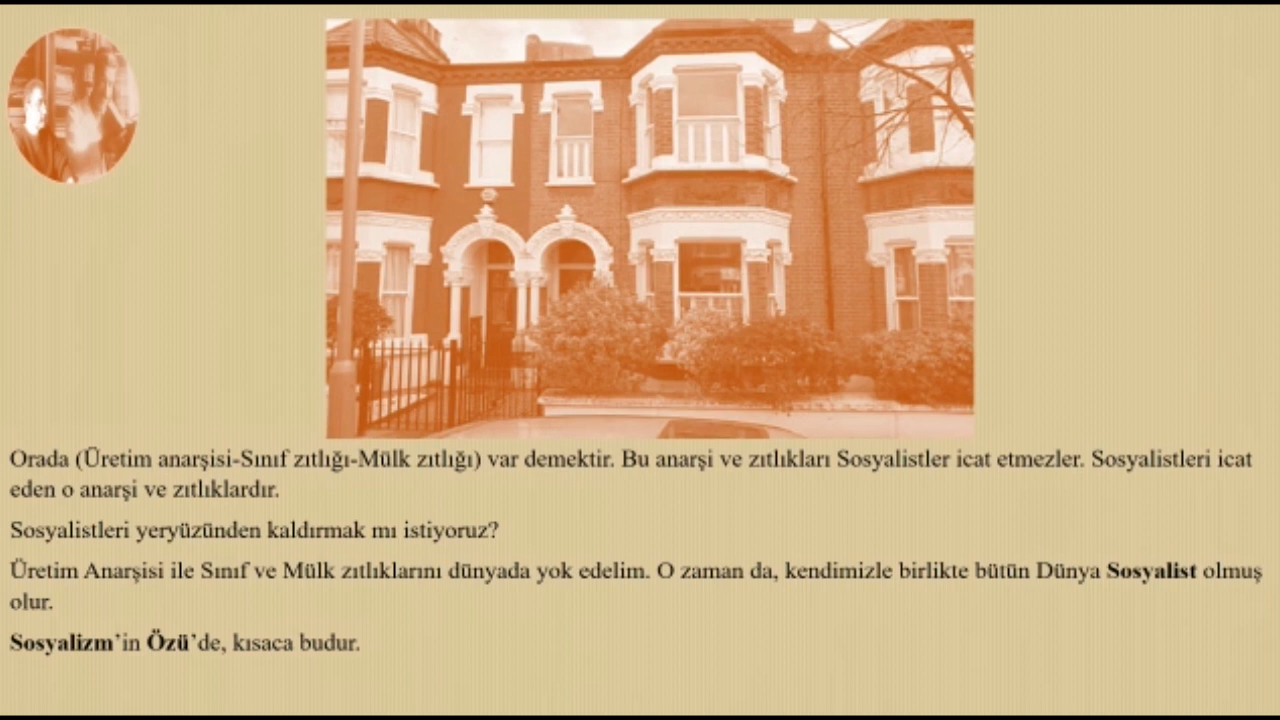 Orada (Üretim anarşisi-Sınıf zıtlığı-Mülk zıtlığı) var demektir. Bu anarşi ve zıtlıkları Sosyalistler icat etmezler. Sosyalistleri icat
eden o anarşi ve zıtlıklardır.
Sosyalistleri yeryüzünden kaldırmak mı istiyoruz?
Üretim Anarşisi ile Sınıf ve Mülk zıtlıklarını dünyada yok edelim. O zaman da, kendimizle birlikte bütün Dünya Sosyalist olmuş
olur.
Sosyalizm’in Özü’de, kısaca budur.